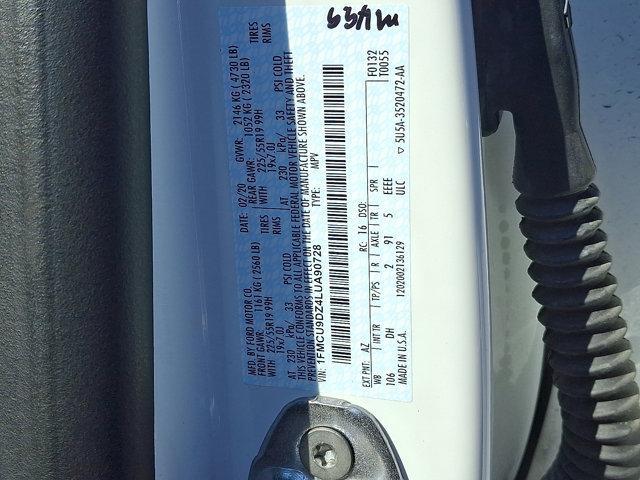 MFD. BY FORD MOTOR CO.
DATE: 02/20 GVWR: 2146 KG ( 4730 LB)
FRONT GAWR: 1161 KG ( 2560 LB) REAR GAWR: 1052 KG ( 2320 LB)
225/55R19 99H TIRES WITH 225/55R19 99H TIRES
19x7.0J RIMS 19x7.0J RIMS
AT 230 kPa/ 33 PSI COLD AT 230 kPa/ 33 PSI COLD
THIS VEHICLE CONFORMS TO ALL APPLICABLE FEDERAL MOTOR VEHICLE SAFETY AND THEFT
PREVENTION STANDARDS IN EFFECT ON THE DATE OF MANUFACTURE SHOWN ABOVE.
VIN: 1FMCU9DZ4LUA90728 TYPE: MPV
EXT PNT: AZ RC: 16 DSO: F0132
WB INT TR TP/PS R AXLE TR SPR T0055
106 DH 2 91 5 EEE
MADE IN U.S.A. 1202002136129 ULC 5U5A-3520472-AA